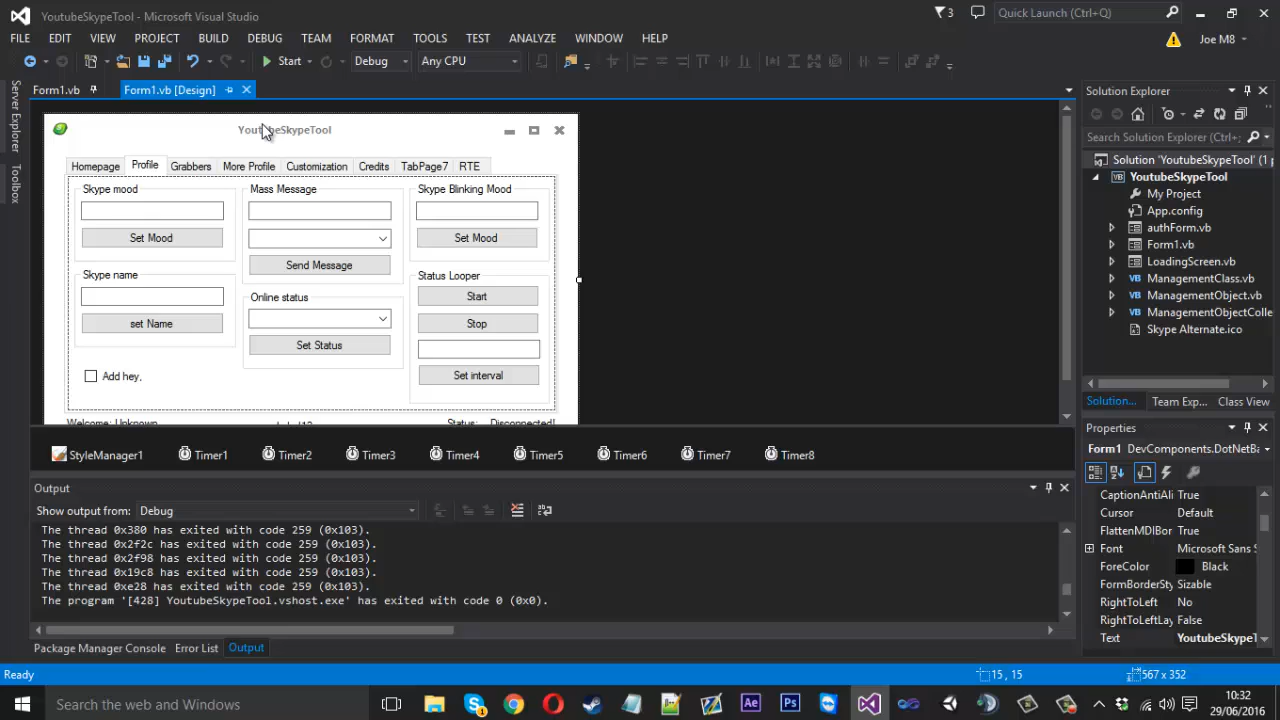 YoutubeSkypeTool - Microsoft Visual Studio
3
Quick Launch (Ctrl+Q)
FILE EDIT VIEW PROJECT BUILD DEBUG TEAM FORMAT TOOLS TEST ANALYZE WINDOW HELP
Joe M8
Start Debug Any CPU
Server Explorer
Toolbox
Form1.vb Form1.vb [Design]
YoutubeSkypeTool
Homepage Profile Grabbers More Profile Customization Credits TabPage7 RTE
Skype mood Mass Message Skype Blinking Mood
Set Mood Set Mood
Send Message
Skype name Status Looper
Online status Start
set Name Stop
Set Status
Add hey, Set interval
Welcome: Unknown Status: Disconnected!
StyleManager1 Timer1 Timer2 Timer3 Timer4 Timer5 Timer6 Timer7 Timer8
Output
Show output from: Debug
The thread 0x380 has exited with code 259 (0x103).
The thread 0x2f2c has exited with code 259 (0x103).
The thread 0x2f98 has exited with code 259 (0x103).
The thread 0x19c8 has exited with code 259 (0x103).
The thread 0xe28 has exited with code 259 (0x103).
The program '[428] YoutubeSkypeTool.vshost.exe' has exited with code 0 (0x0).
Package Manager Console Error List Output
Solution Explorer
Search Solution Explorer (Ctrl+;
Solution 'YoutubeSkypeTool' (1 p
YoutubeSkypeTool
My Project
App.config
authForm.vb
Form1.vb
LoadingScreen.vb
ManagementClass.vb
ManagementObject.vb
ManagementObjectColle
Skype Alternate.ico
Solution... Team Exp... Class View
Properties
Form1 DevComponents.DotNetBa
CaptionAntiAli True
Cursor Default
FlattenMDIBor True
Font Microsoft Sans S
ForeColor Black
FormBorderSty Sizable
RightToLeft No
RightToLeftLay False
Text YoutubeSkypeT
Ready 15 , 15 567 x 352
Search the web and Windows
10:32
29/06/2016